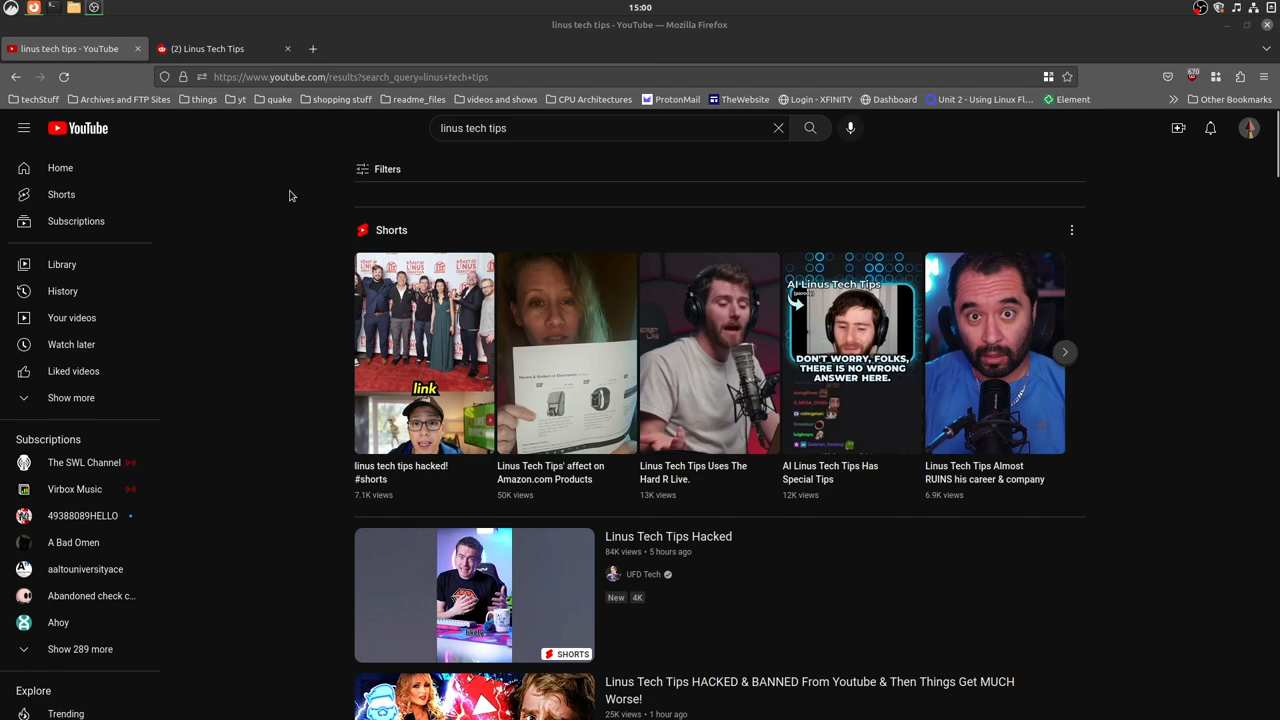 15:00
linus tech tips - YouTube — Mozilla Firefox
linus tech tips - YouTube
(2) Linus Tech Tips
https://www.youtube.com/results?search_query=linus+tech+tips
670
techStuff
Archives and FTP Sites
things
yt
quake
shopping stuff
readme_files
videos and shows
CPU Architectures
ProtonMail
TheWebsite
Login - XFINITY
Dashboard
Unit 2 - Using Linux Fl...
Element
Other Bookmarks
YouTube
linus tech tips
Home
Shorts
Subscriptions
Library
History
Your videos
Watch later
Liked videos
Show more
Subscriptions
The SWL Channel
Virbox Music
49388089HELLO
A Bad Omen
aaltouniversityace
Abandoned check c...
Ahoy
Show 289 more
Explore
Trending
Filters
Shorts
link
AI Linus Tech Tips
(parody)
DON'T WORRY, FOLKS,
THERE IS NO WRONG
ANSWER HERE.
linus tech tips hacked!
#shorts
7.1K views
Linus Tech Tips' affect on
Amazon.com Products
50K views
Linus Tech Tips Uses The
Hard R Live.
13K views
AI Linus Tech Tips Has
Special Tips
12K views
Linus Tech Tips Almost
RUINS his career & company
6.9K views
SHORTS
Linus Tech Tips Hacked
84K views • 5 hours ago
UFD Tech
New
4K
Linus Tech Tips HACKED & BANNED From Youtube & Then Things Get MUCH
Worse!
25K views • 1 hour ago